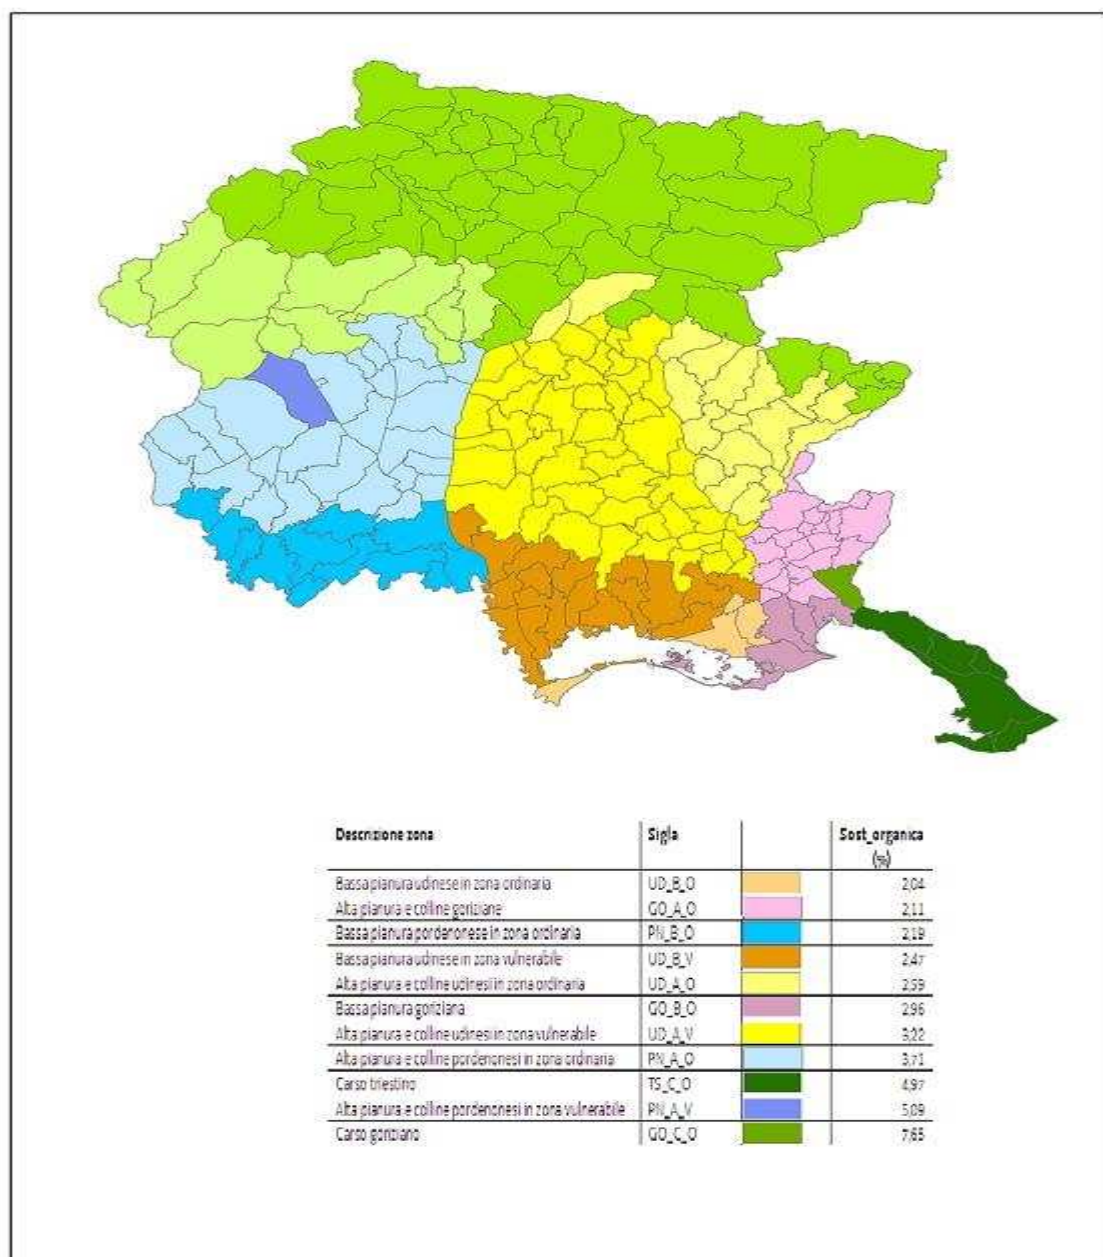 Descrizione zona Sigla Sost_organica
(%)
Bassa pianura udinese in zona ordinaria UD_B_O 2,04
Alta pianura e colline goriziane GO_A_O 2,11
Bassa pianura pordenonese in zona ordinaria PN_B_O 2,19
Bassa pianura udinese in zona vulnerabile UD_B_V 2,47
Alta pianura e colline udinesi in zona ordinaria UD_A_O 2,59
Bassa pianura goriziana GO_B_O 2,96
Alta pianura e colline udinesi in zona vulnerabile UD_A_V 3,22
Alta pianura e colline pordenonesi in zona ordinaria PN_A_O 3,71
Carso triestino TS_C_O 4,97
Alta pianura e colline pordenonesi in zona vulnerabile PN_A_V 5,09
Carso goriziano GO_C_O 7,65